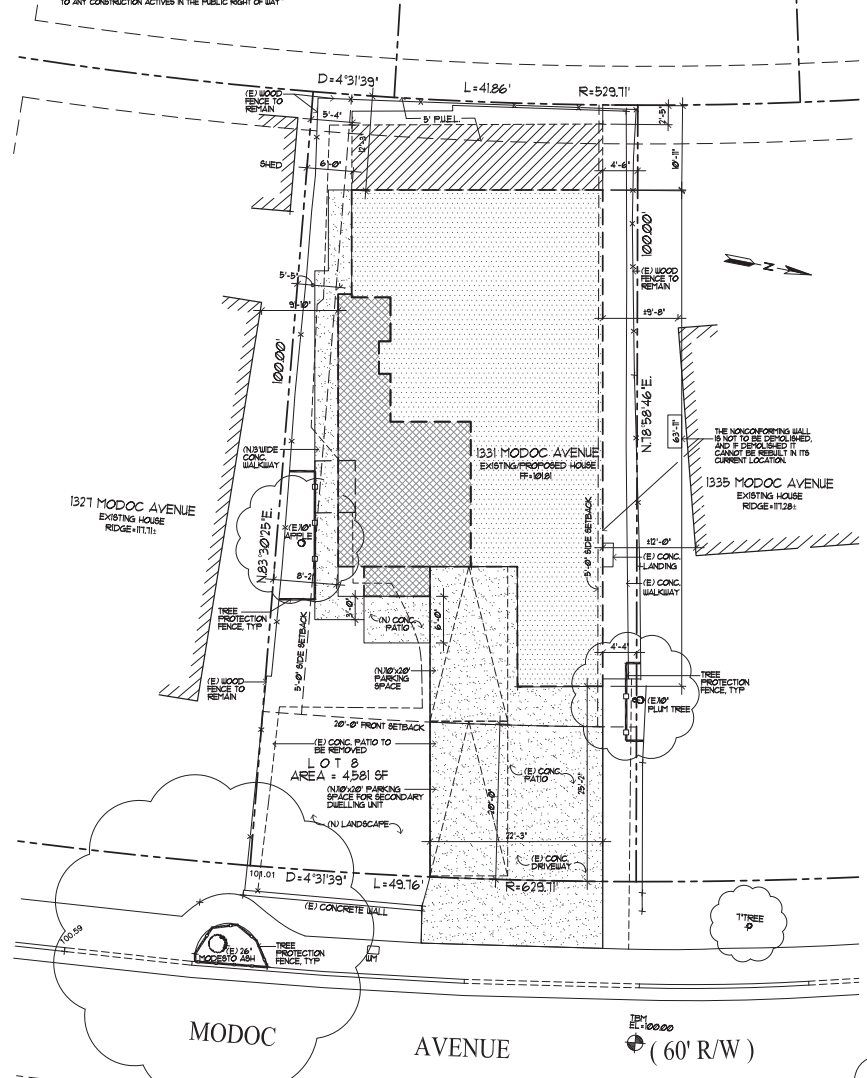 TO ANY CONSTRUCTION ACTIVES IN THE PUBLIC RIGHT OF WAY
D=4°31'39"
L=41.86'
R=529.71'
(E) WOOD
FENCE TO
REMAIN
5'-4"
5' P.U.E.
12'-3"
2'-5"
SHED
6'-0"
4'-6"
10'-11"
100.00'
N
5'-5"
(E) WOOD
FENCE TO
REMAIN
9'-10"
±9'-8"
100.00'
N.78°58'46"E.
63'-11"
THE NONCONFORMING WALL
IS NOT TO BE DEMOLISHED,
AND IF DEMOLISHED IT
CANNOT BE REBUILT IN ITS
CURRENT LOCATION.
(N)3'WIDE
CONC.
WALKWAY
1331 MODOC AVENUE
EXISTING/PROPOSED HOUSE
FF=101.81
1335 MODOC AVENUE
EXISTING HOUSE
RIDGE=117.28±
1327 MODOC AVENUE
EXISTING HOUSE
RIDGE=117.71±
(E)10"
APPLE
N.83°30'25"E.
5'-0" SIDE SETBACK
±12'-0"
(E) CONC.
LANDING
(E) CONC.
WALKWAY
8'-2"
3'-0"
(N) CONC.
PATIO
6'-0"
TREE
PROTECTION
FENCE, TYP
5'-0" SIDE SETBACK
4'-4"
(E) WOOD
FENCE TO
REMAIN
(N)10'x20'
PARKING
SPACE
TREE
PROTECTION
FENCE, TYP
(E)10"
PLUM TREE
20'-0" FRONT SETBACK
(E) CONC. PATIO TO
BE REMOVED
LOT 8
AREA = 4,581 SF
(E) CONC.
PATIO
25'-2"
(N)10'x20' PARKING
SPACE FOR SECONDARY
DWELLING UNIT
20'-0"
(N) LANDSCAPE
22'-3"
(E) CONC.
DRIVEWAY
101.01
D=4°31'39"
L=49.76'
R=629.71'
(E) CONCRETE WALL
7"TREE
100.59
(E) 26"
MODESTO ASH
TREE
PROTECTION
FENCE, TYP
WM
TBM
EL=100.00
MODOC
AVENUE
( 60' R/W )